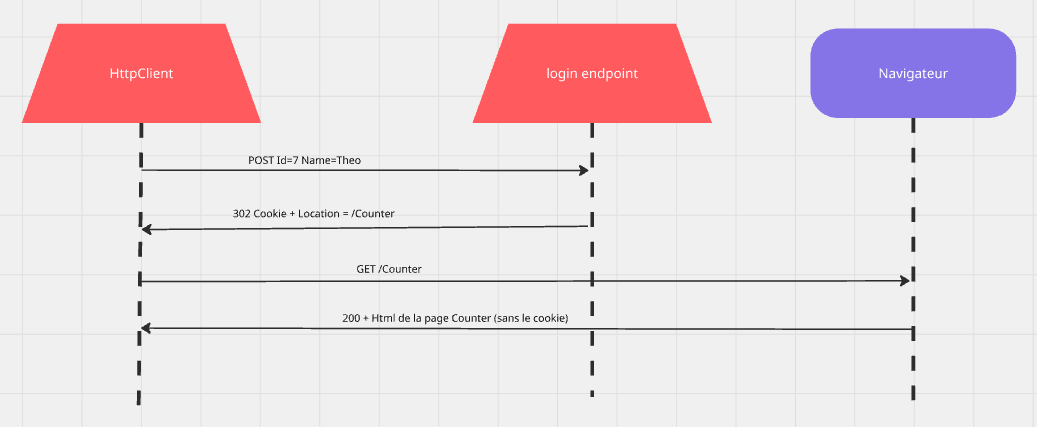 HttpClient
login endpoint
Navigateur
POST Id=7 Name=Theo
302 Cookie + Location = /Counter
GET /Counter
200 + Html de la page Counter (sans le cookie)